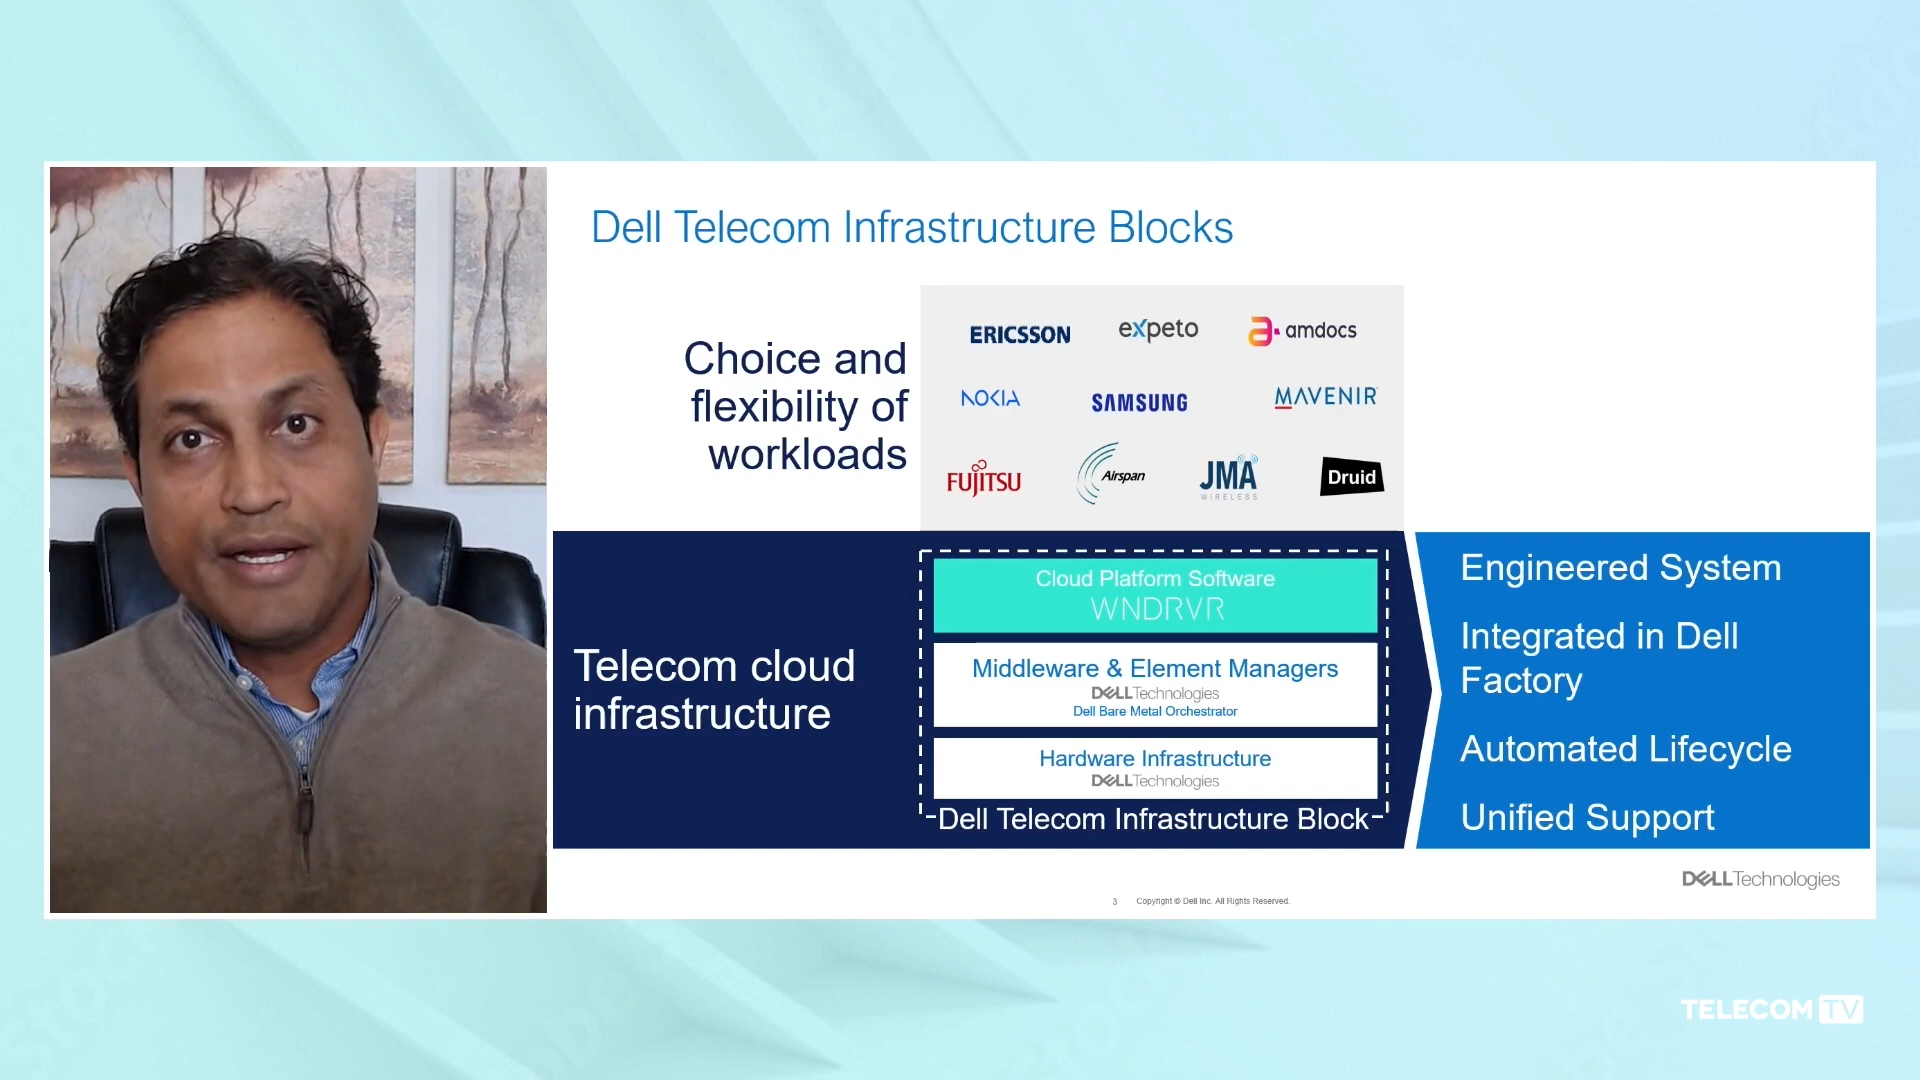 Dell Telecom Infrastructure Blocks
Choice and
flexibility of
workloads
ERICSSON expeto a. amdocs
NOKIA SAMSUNG MAVENIR
FUJITSU Airspan JMA WIRELESS Druid
Telecom cloud
infrastructure
Cloud Platform Software
WNDRVR
Middleware & Element Managers
DELLTechnologies
Dell Bare Metal Orchestrator
Hardware Infrastructure
DELLTechnologies
Dell Telecom Infrastructure Block
Engineered System
Integrated in Dell
Factory
Automated Lifecycle
Unified Support
DELLTechnologies
3 Copyright © Dell Inc. All Rights Reserved.
TELECOM TV